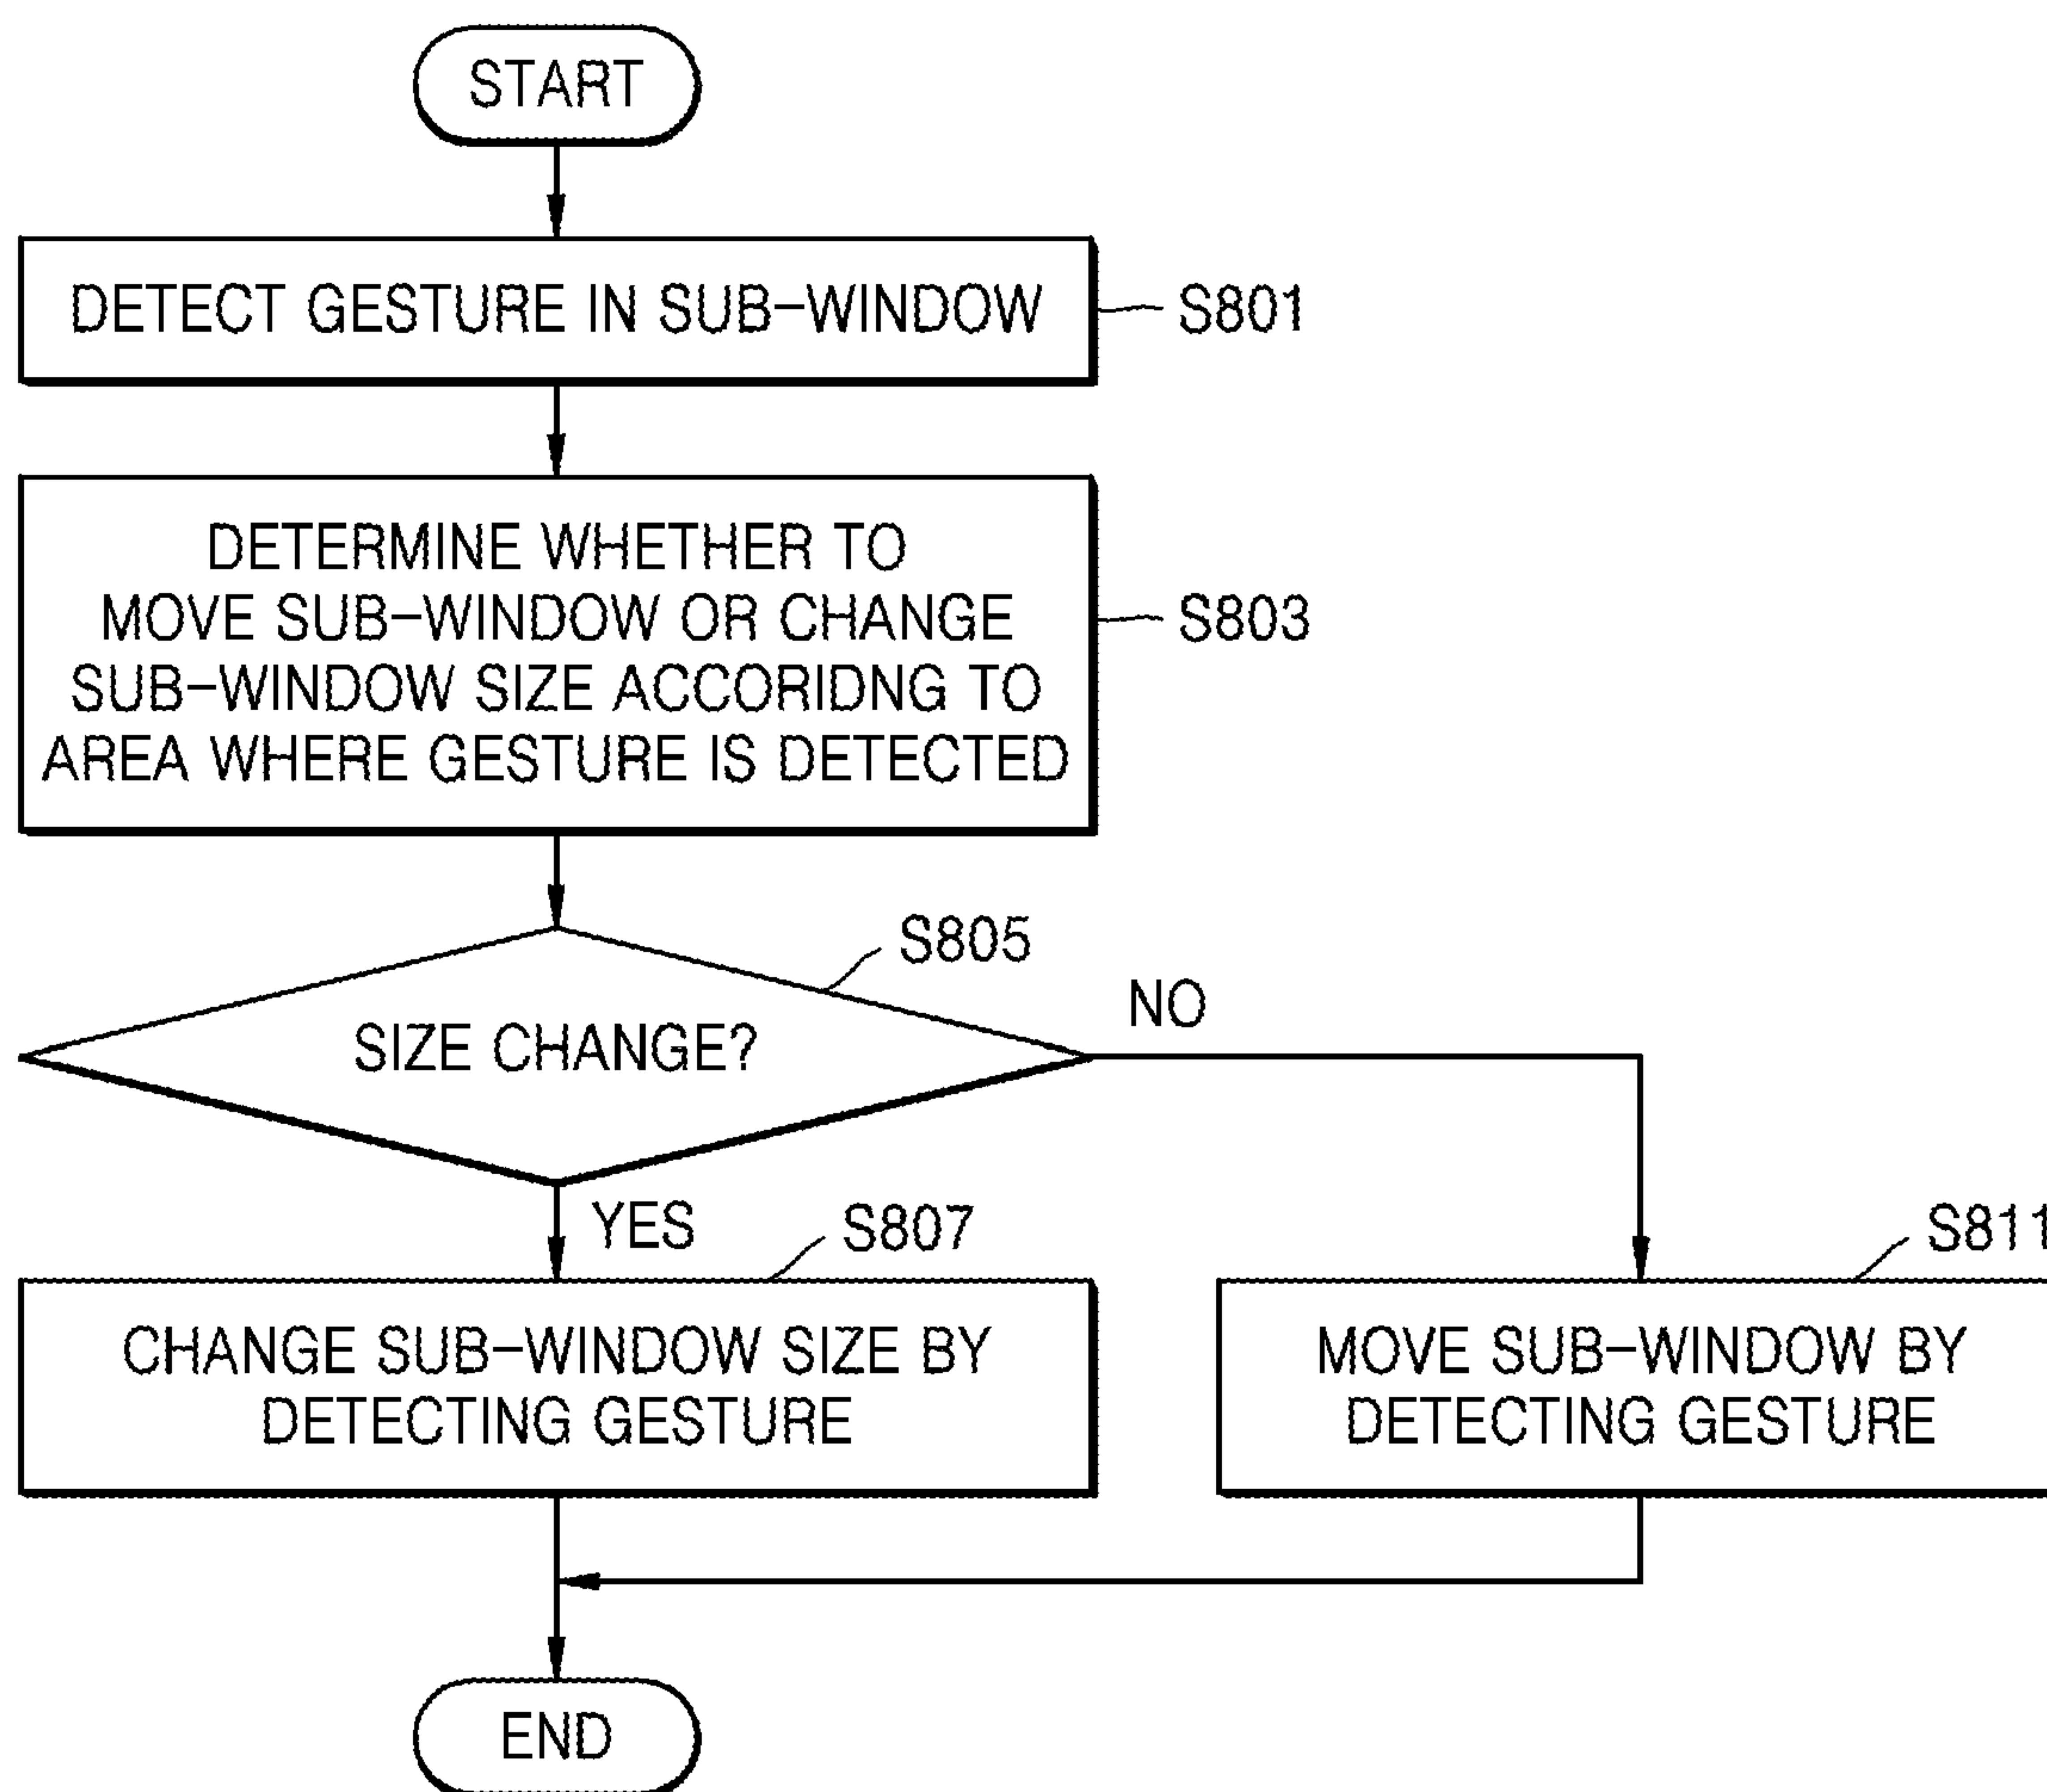 START
DETECT GESTURE IN SUB-WINDOW
S801
DETERMINE WHETHER TO
MOVE SUB-WINDOW OR CHANGE
SUB-WINDOW SIZE ACCORIDNG TO
AREA WHERE GESTURE IS DETECTED
S803
S805
SIZE CHANGE?
NO
YES
S807
CHANGE SUB-WINDOW SIZE BY
DETECTING GESTURE
S811
MOVE SUB-WINDOW BY
DETECTING GESTURE
END